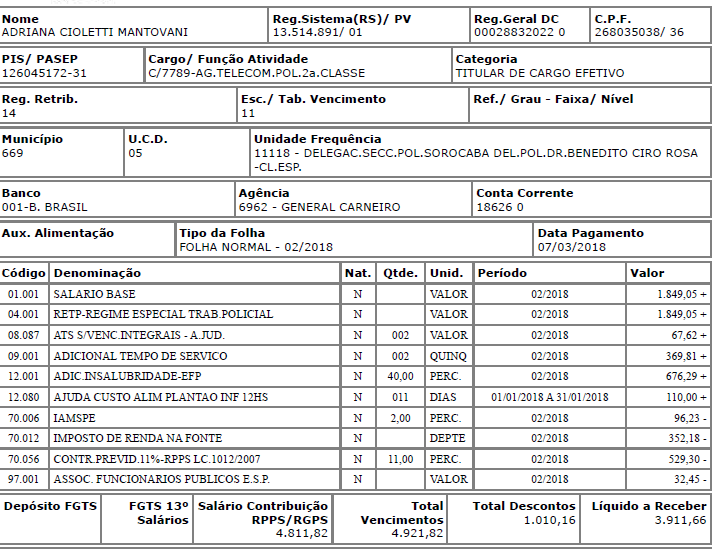 Nome Reg.Sistema(RS)/ PV Reg.Geral DC C.P.F.
ADRIANA CIOLETTI MANTOVANI 13.514.891/ 01 00028832022 0 268035038/ 36
PIS/ PASEP Cargo/ Função Atividade Categoria
126045172-31 C/7789-AG.TELECOM.POL.2a.CLASSE TITULAR DE CARGO EFETIVO
Reg. Retrib. Esc./ Tab. Vencimento Ref./ Grau - Faixa/ Nível
14 11
Município U.C.D. Unidade Frequência
669 05 11118 - DELEGAC.SECC.POL.SOROCABA DEL.POL.DR.BENEDITO CIRO ROSA
-CL.ESP.
Banco Agência Conta Corrente
001-B. BRASIL 6962 - GENERAL CARNEIRO 18626 0
Aux. Alimentação Tipo da Folha Data Pagamento
FOLHA NORMAL - 02/2018 07/03/2018
Código Denominação Nat. Qtde. Unid. Período Valor
01.001 SALARIO BASE N VALOR 02/2018 1.849,05 +
04.001 RETP-REGIME ESPECIAL TRAB.POLICIAL N VALOR 02/2018 1.849,05 +
08.087 ATS S/VENC.INTEGRAIS - A.JUD. N 002 VALOR 02/2018 67,62 +
09.001 ADICIONAL TEMPO DE SERVICO N 002 QUINQ 02/2018 369,81 +
12.001 ADIC.INSALUBRIDADE-EFP N 40,00 PERC. 02/2018 676,29 +
12.080 AJUDA CUSTO ALIM PLANTAO INF 12HS N 011 DIAS 01/01/2018 A 31/01/2018 110,00 +
70.006 IAMSPE N 2,00 PERC. 02/2018 96,23 -
70.012 IMPOSTO DE RENDA NA FONTE N DEPTE 02/2018 352,18 -
70.056 CONTR.PREVID.11%-RPPS LC.1012/2007 N 11,00 PERC. 02/2018 529,30 -
97.001 ASSOC. FUNCIONARIOS PUBLICOS E.S.P. N VALOR 02/2018 32,45 -
Depósito FGTS FGTS 13º Salário Contribuição Total Total Descontos Líquido a Receber
Salários RPPS/RGPS Vencimentos 1.010,16 3.911,66
4.811,82 4.921,82